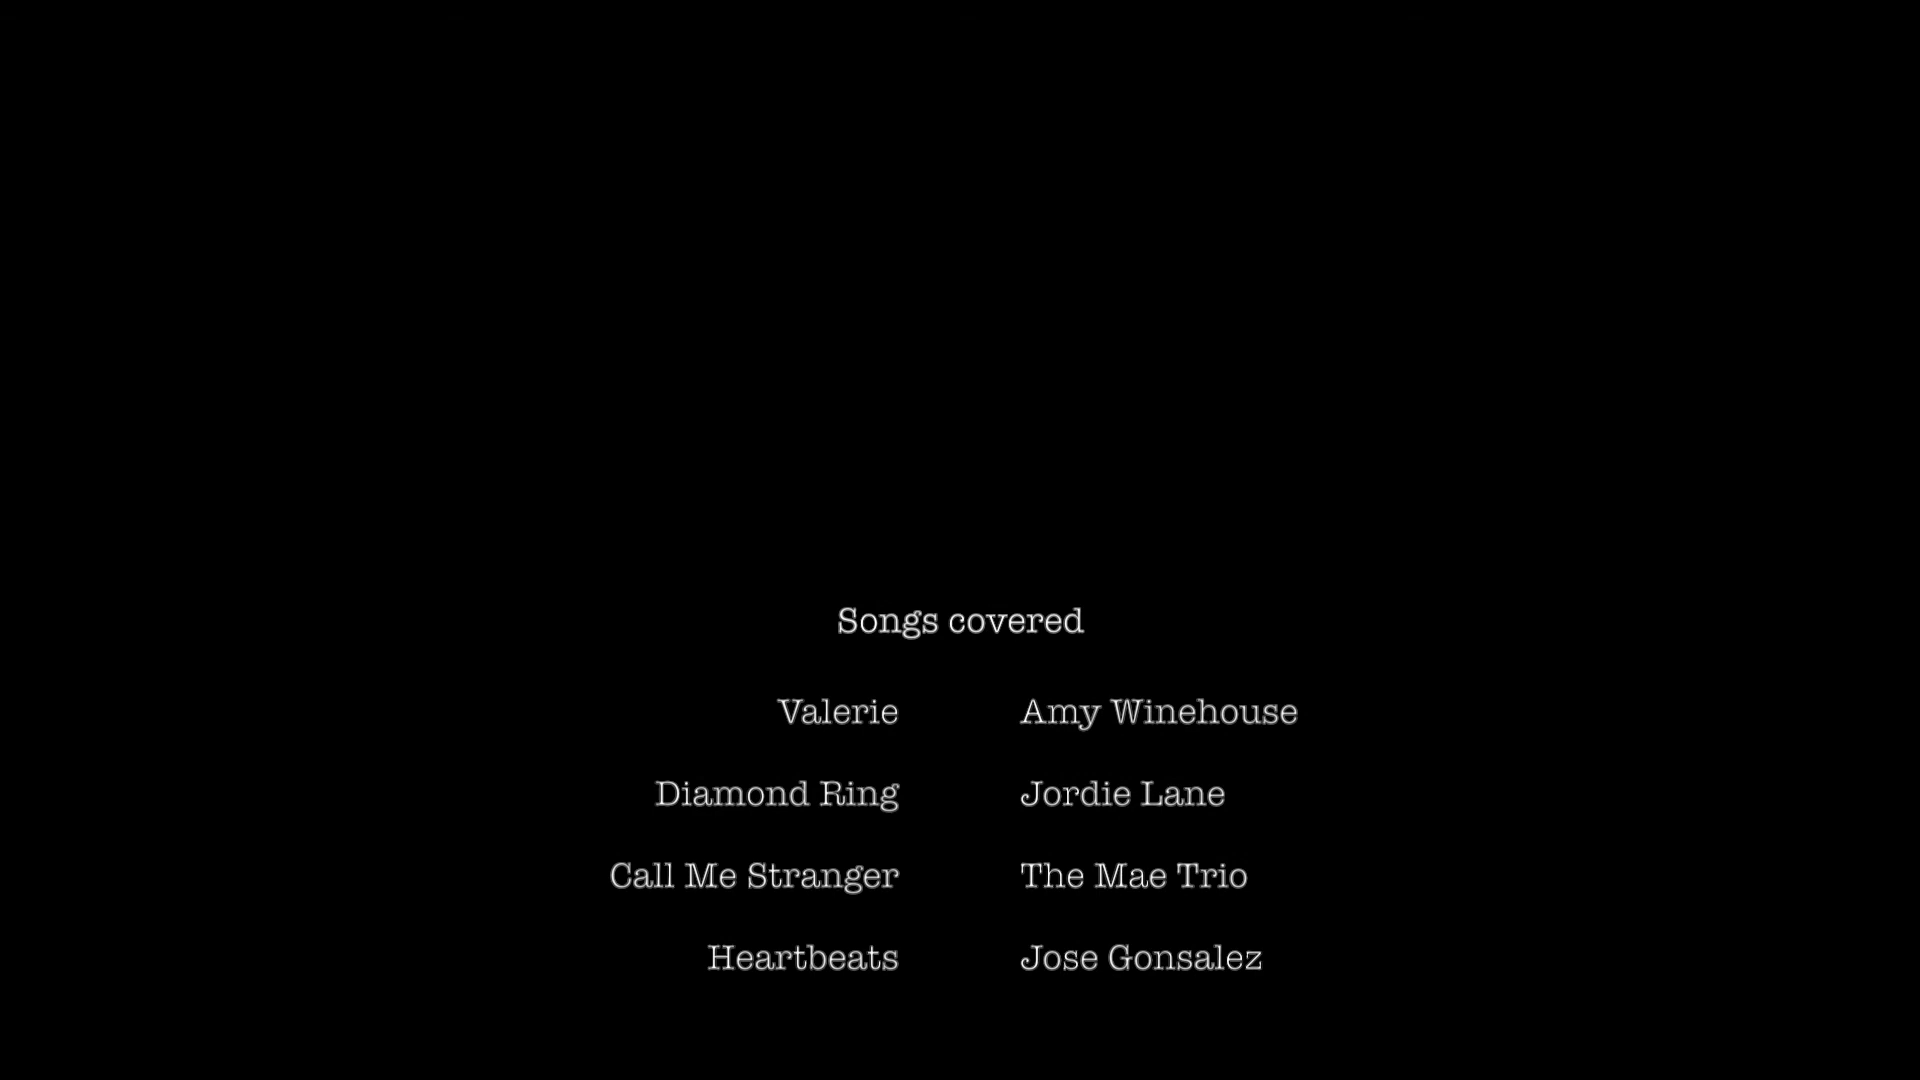 Songs covered
Valerie Amy Winehouse
Diamond Ring Jordie Lane
Call Me Stranger The Mae Trio
Heartbeats Jose Gonsalez